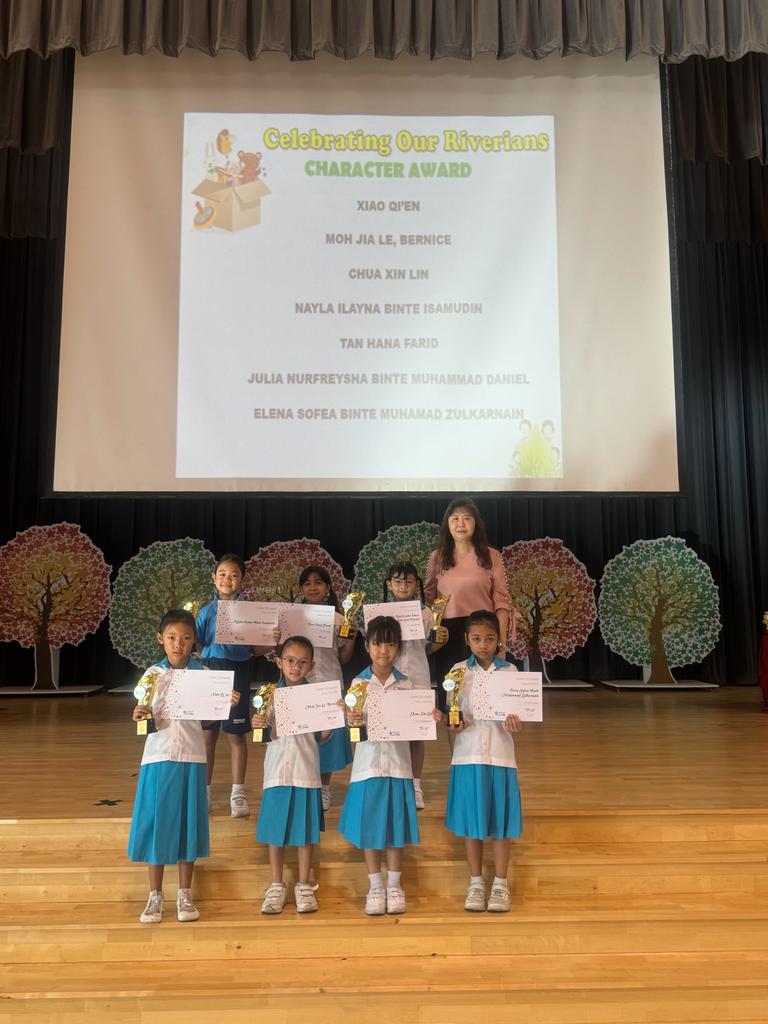 Celebrating Our Riverians
CHARACTER AWARD
XIAO QI'EN
MOH JIA LE, BERNICE
CHUA XIN LIN
NAYLA ILAYNA BINTE ISAMUDIN
TAN HANA FARID
JULIA NURFREYSHA BINTE MUHAMMAD DANIEL
ELENA SOFEA BINTE MUHAMAD ZULKARNAIN